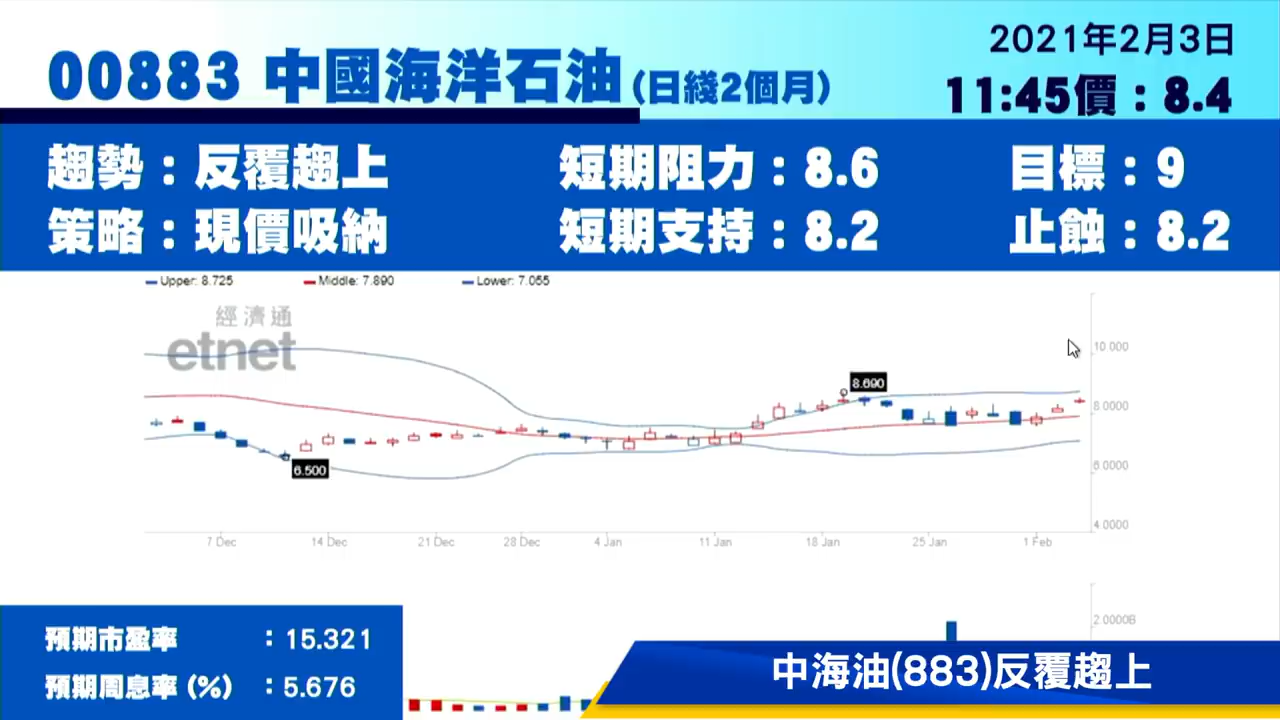 00883 中國海洋石油(日綫2個月)
2021年2月3日
11:45價：8.4
趨勢：反覆趨上
短期阻力：8.6
目標：9
策略：現價吸納
短期支持：8.2
止蝕：8.2
Upper: 8.725
Middle: 7.890
Lower: 7.055
經濟通
etnet
8.690
6.500
10.000
8.0000
6.0000
4.0000
7 Dec
14 Dec
21 Dec
28 Dec
4 Jan
11 Jan
18 Jan
25 Jan
1 Feb
2.0000B
預期市盈率 ：15.321
預期周息率 (%) ：5.676
中海油(883)反覆趨上